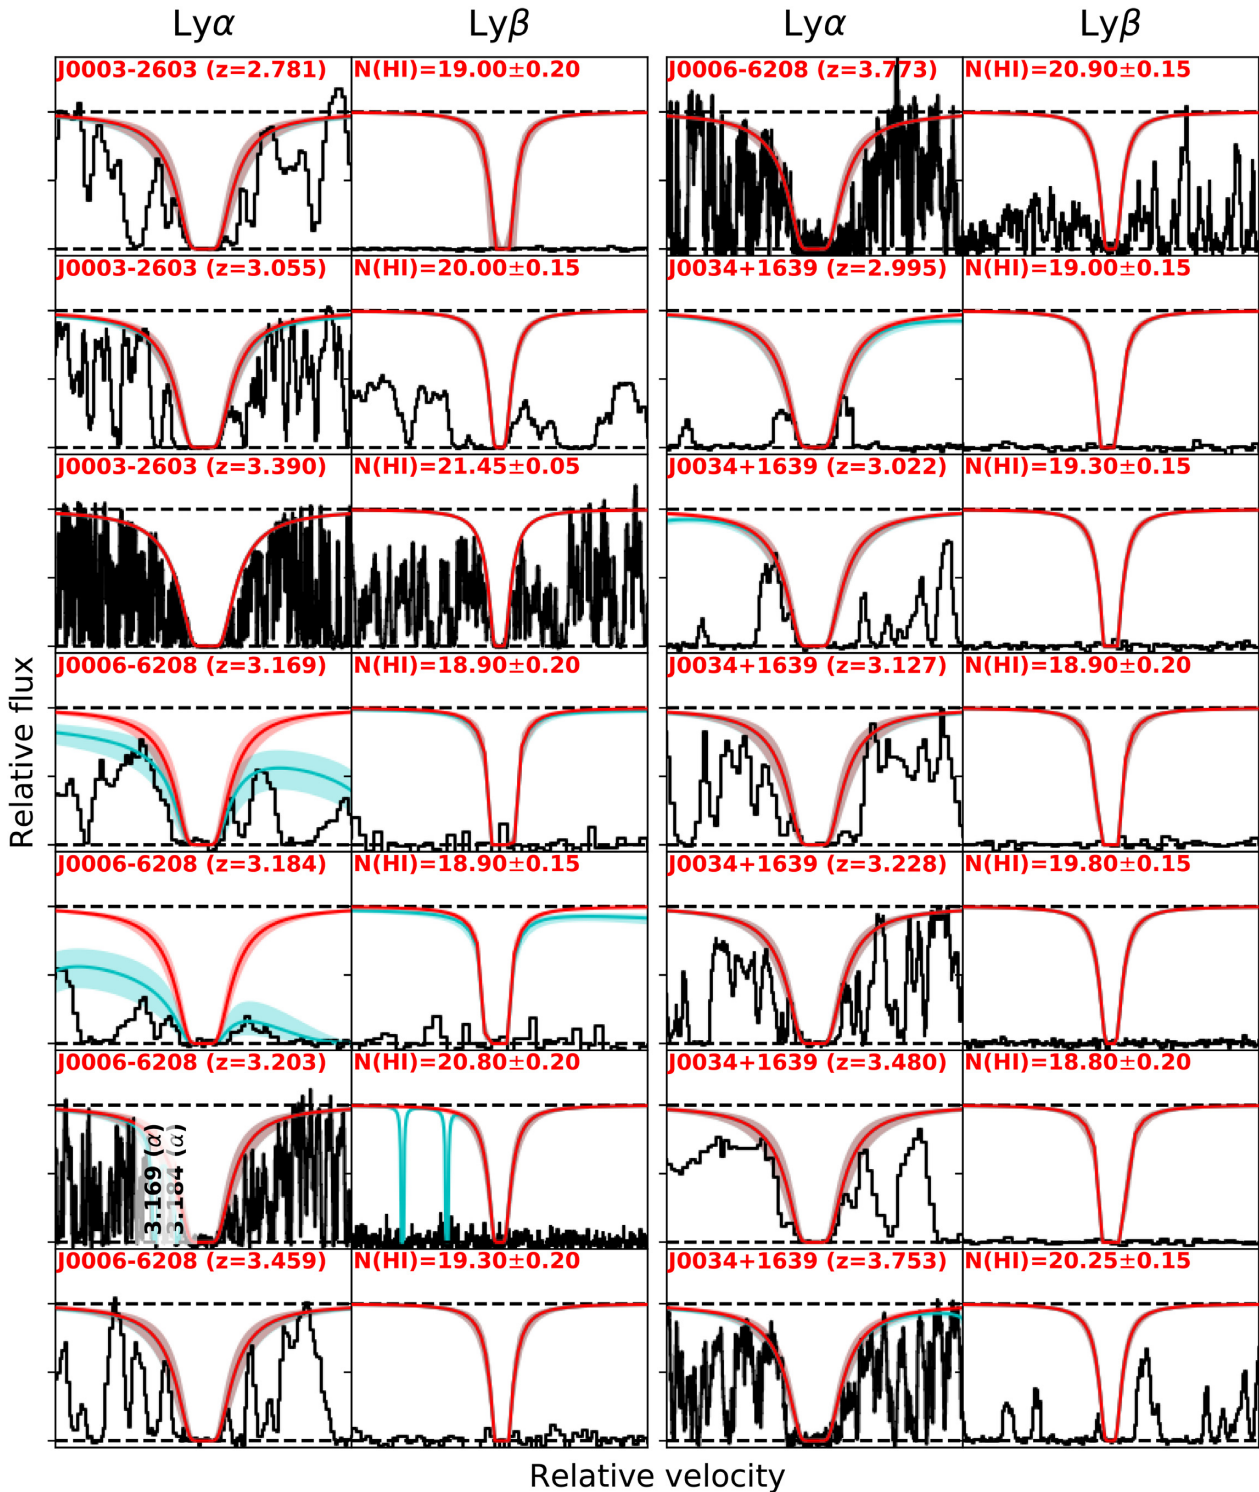 Lyα Lyβ Lyα Lyβ
J0003-2603 (z=2.781) N(HI)=19.00±0.20 J0006-6208 (z=3.773) N(HI)=20.90±0.15
J0003-2603 (z=3.055) N(HI)=20.00±0.15 J0034+1639 (z=2.995) N(HI)=19.00±0.15
J0003-2603 (z=3.390) N(HI)=21.45±0.05 J0034+1639 (z=3.022) N(HI)=19.30±0.15
J0006-6208 (z=3.169) N(HI)=18.90±0.20 J0034+1639 (z=3.127) N(HI)=18.90±0.20
Relative flux
J0006-6208 (z=3.184) N(HI)=18.90±0.15 J0034+1639 (z=3.228) N(HI)=19.80±0.15
J0006-6208 (z=3.203) N(HI)=20.80±0.20 J0034+1639 (z=3.480) N(HI)=18.80±0.20
3.169 (α)
3.184 (α)
J0006-6208 (z=3.459) N(HI)=19.30±0.20 J0034+1639 (z=3.753) N(HI)=20.25±0.15
Relative velocity